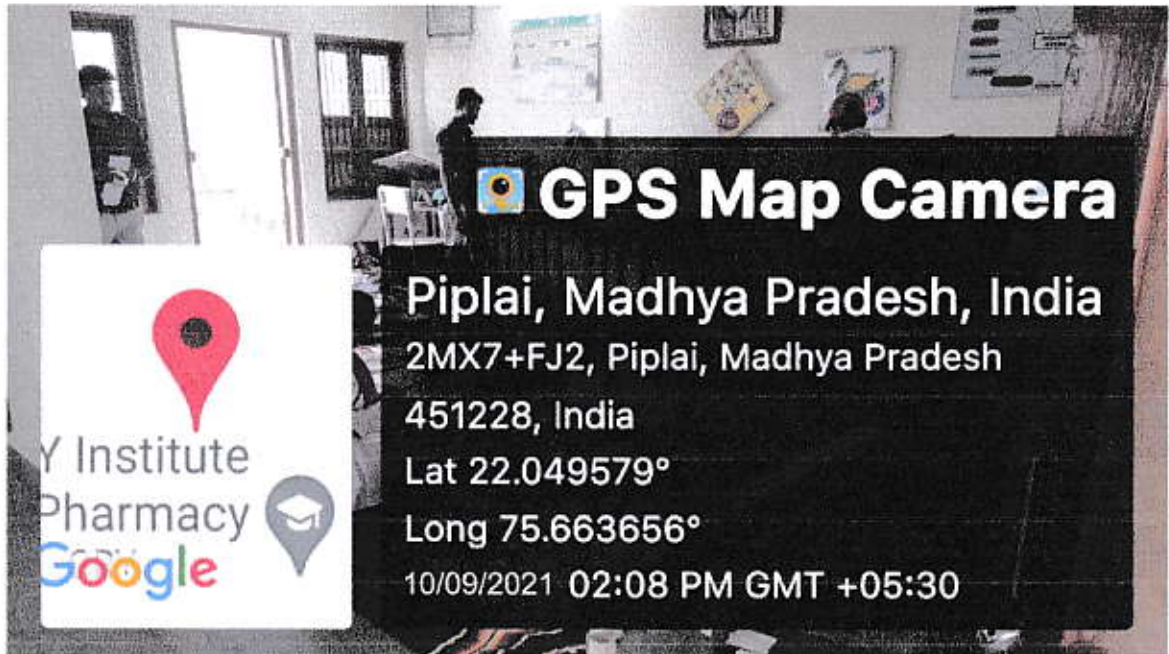 GPS Map Camera
Piplai, Madhya Pradesh, India
2MX7+FJ2, Piplai, Madhya Pradesh
451228, India
Lat 22.049579°
Long 75.663656°
10/09/2021 02:08 PM GMT +05:30
Y Institute
Pharmacy
Google